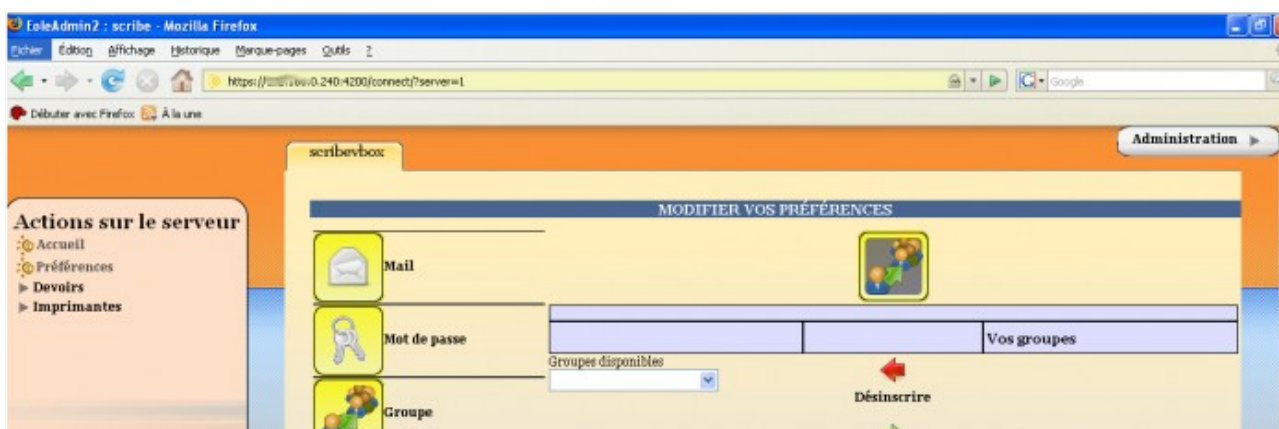 EoleAdmin2 : scribe - Mozilla Firefox
Fichier Édition Affichage Historique Marque-pages Outils ?
0.240:4200/connect/?server=1
Google
Débuter avec Firefox À la une
Administration
scribevbox
Actions sur le serveur
Accueil
Préférences
Devoirs
Imprimantes
MODIFIER VOS PRÉFÉRENCES
Mail
Mot de passe
Groupe
Vos groupes
Groupes disponibles
Désinscrire